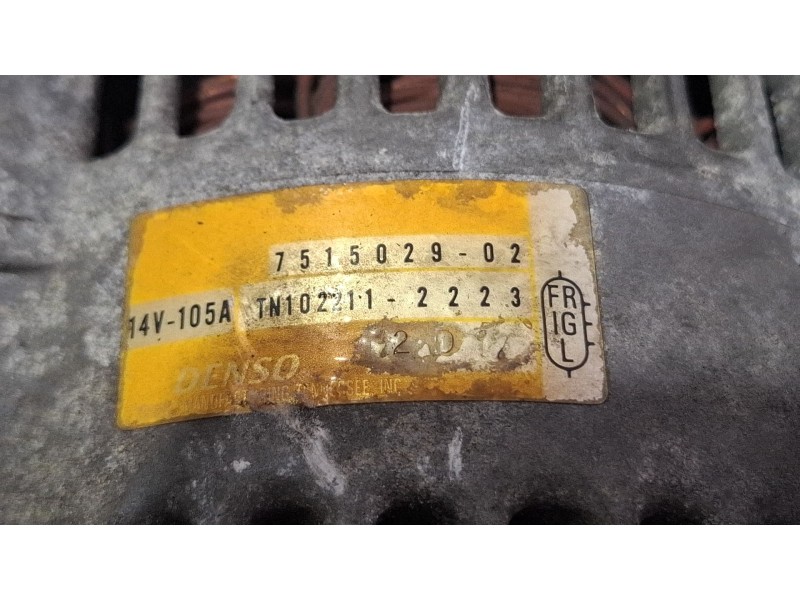 7515029-02
14V-105A TN102211-2223
DENSO
FR
IG
L